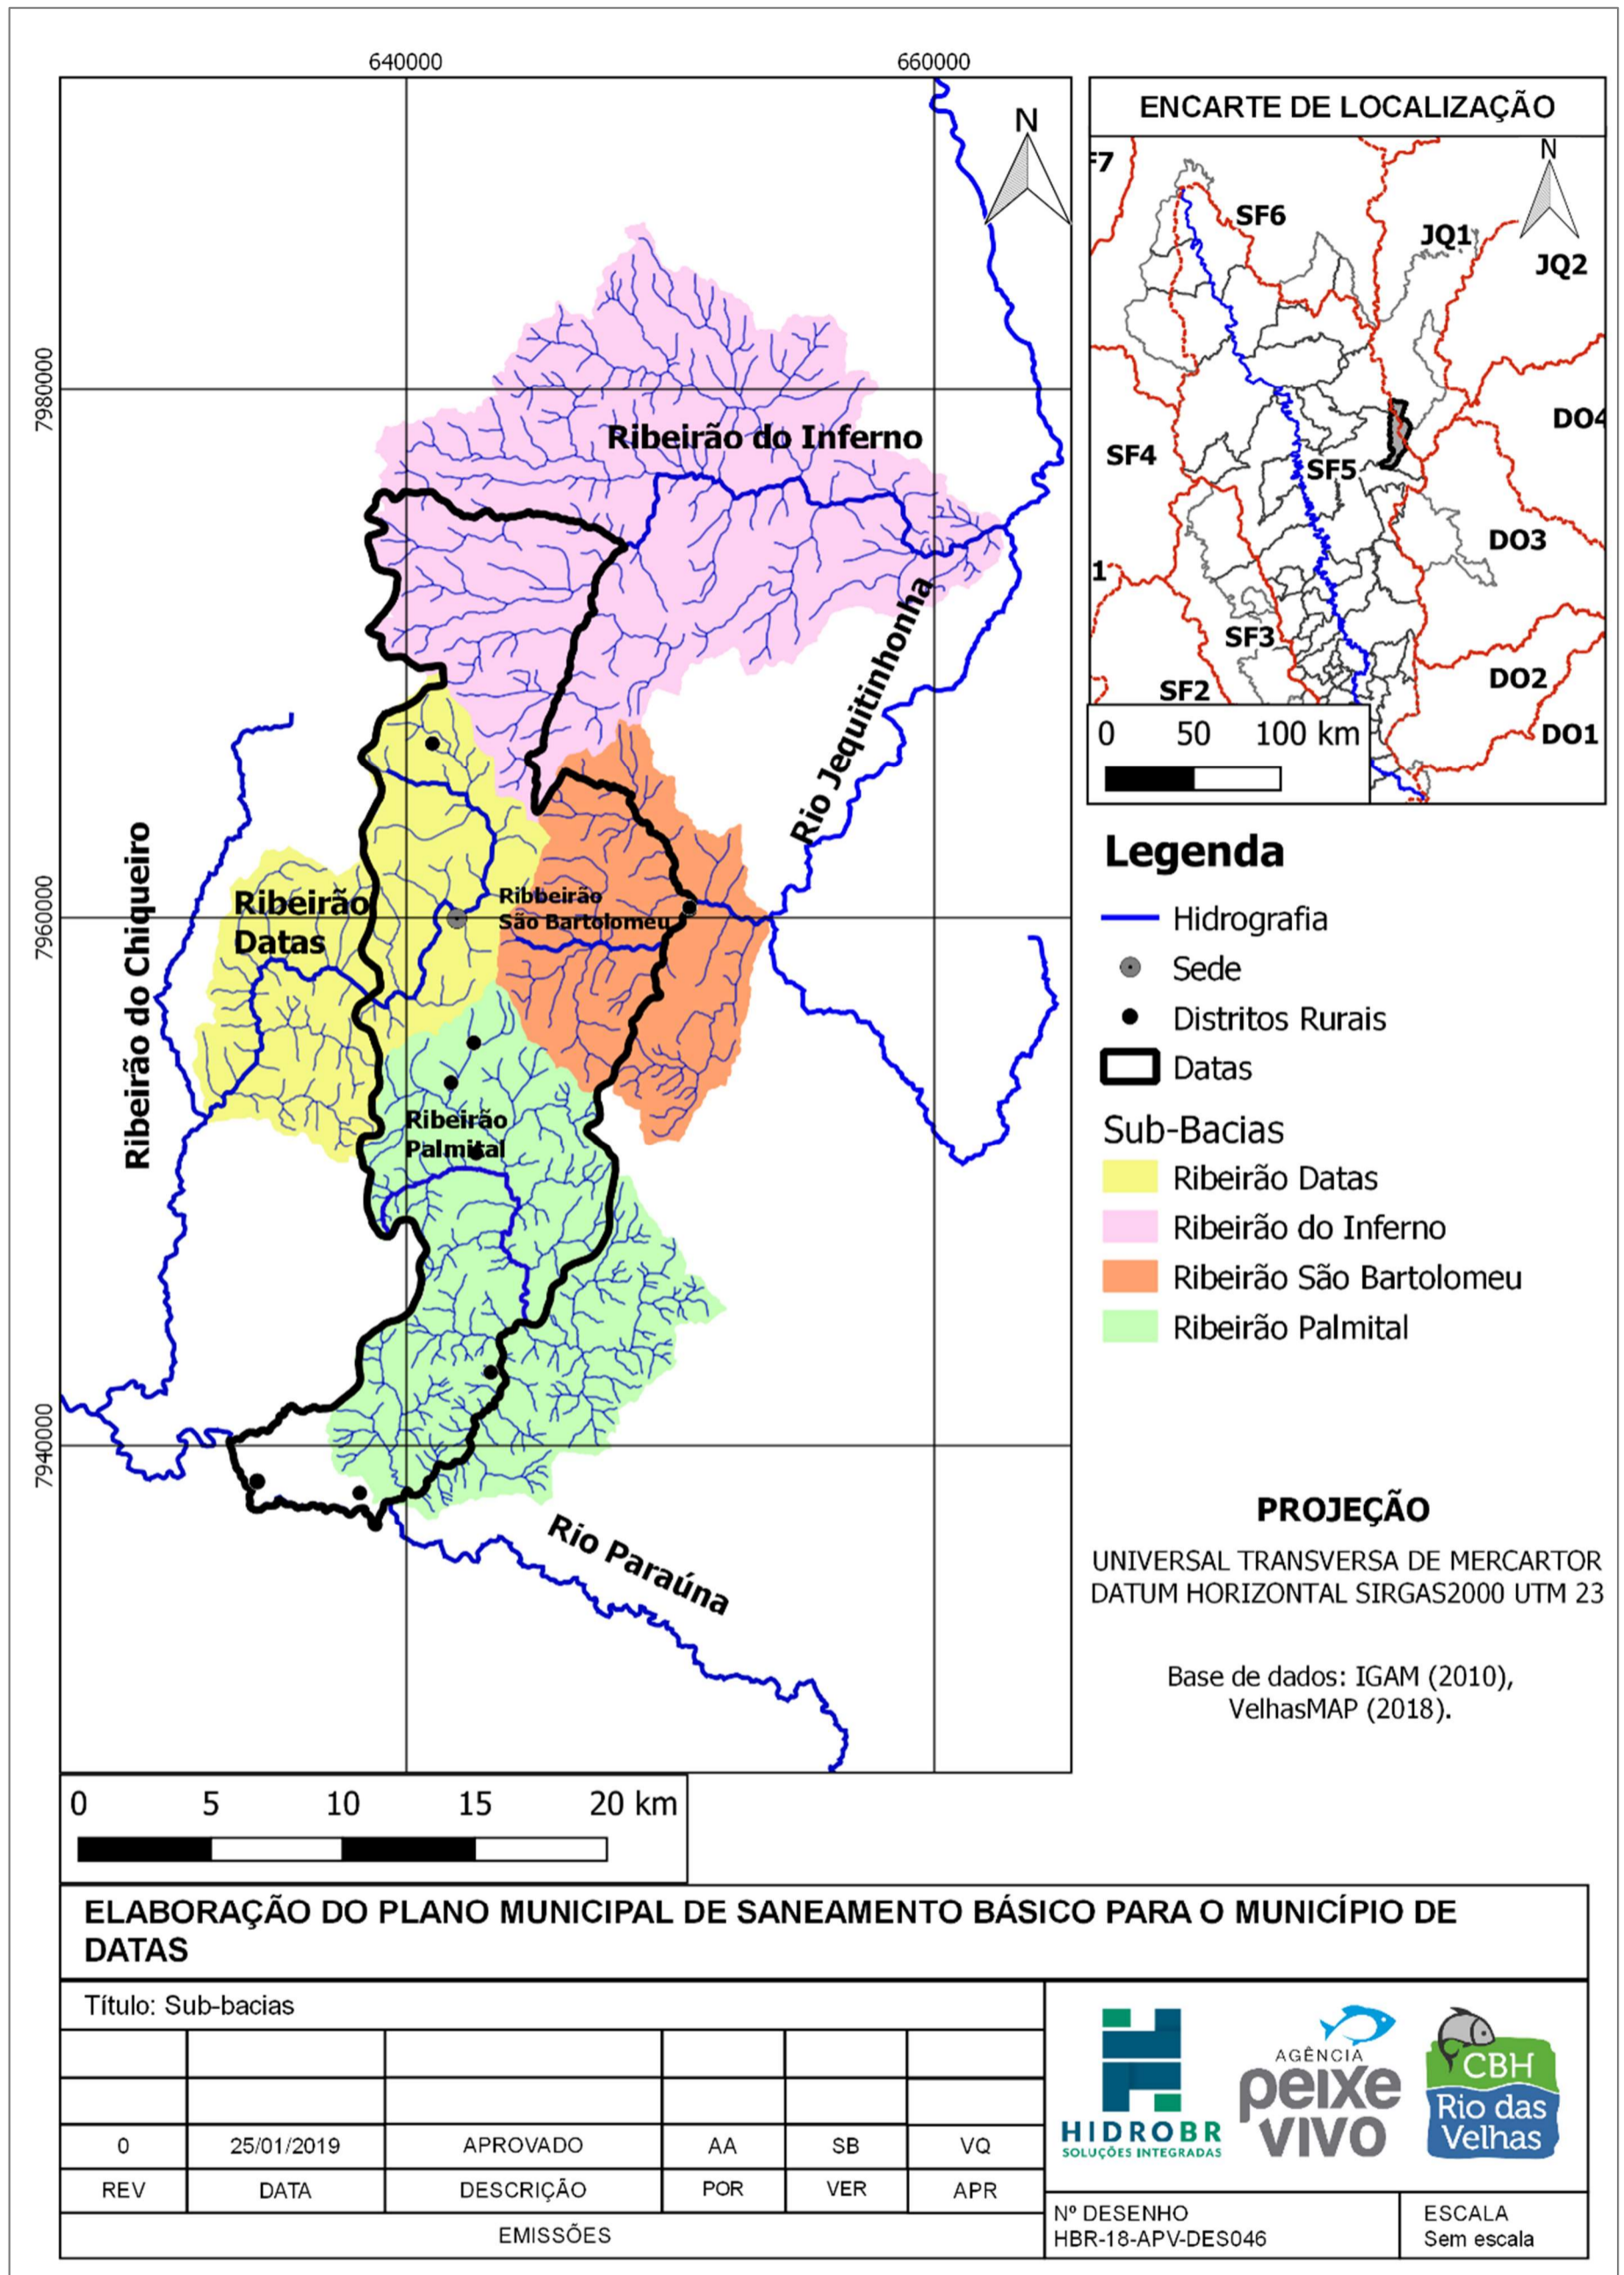 640000
660000
7980000
7960000
7940000
N
Ribeirão do Inferno
Rio Jequitinhonha
Ribeirão do Chiqueiro
Ribeirão
Datas
Ribbeirão
São Bartolomeu
Ribeirão
Palmital
Rio Paraúna
0 5 10 15 20 km
ENCARTE DE LOCALIZAÇÃO
N
F7
SF6
JQ1
JQ2
DO4
SF4
SF5
DO3
1
SF3
SF2
DO2
DO1
0 50 100 km
Legenda
Hidrografia
Sede
Distritos Rurais
Datas
Sub-Bacias
Ribeirão Datas
Ribeirão do Inferno
Ribeirão São Bartolomeu
Ribeirão Palmital
PROJEÇÃO
UNIVERSAL TRANSVERSA DE MERCARTOR
DATUM HORIZONTAL SIRGAS2000 UTM 23
Base de dados: IGAM (2010),
VelhasMAP (2018).
ELABORAÇÃO DO PLANO MUNICIPAL DE SANEAMENTO BÁSICO PARA O MUNICÍPIO DE
DATAS
Título: Sub-bacias
0 25/01/2019 APROVADO AA SB VQ
REV DATA DESCRIÇÃO POR VER APR
EMISSÕES
HIDROBR
SOLUÇÕES INTEGRADAS
AGÊNCIA
peixe
VIVO
CBH
Rio das
Velhas
Nº DESENHO
HBR-18-APV-DES046
ESCALA
Sem escala